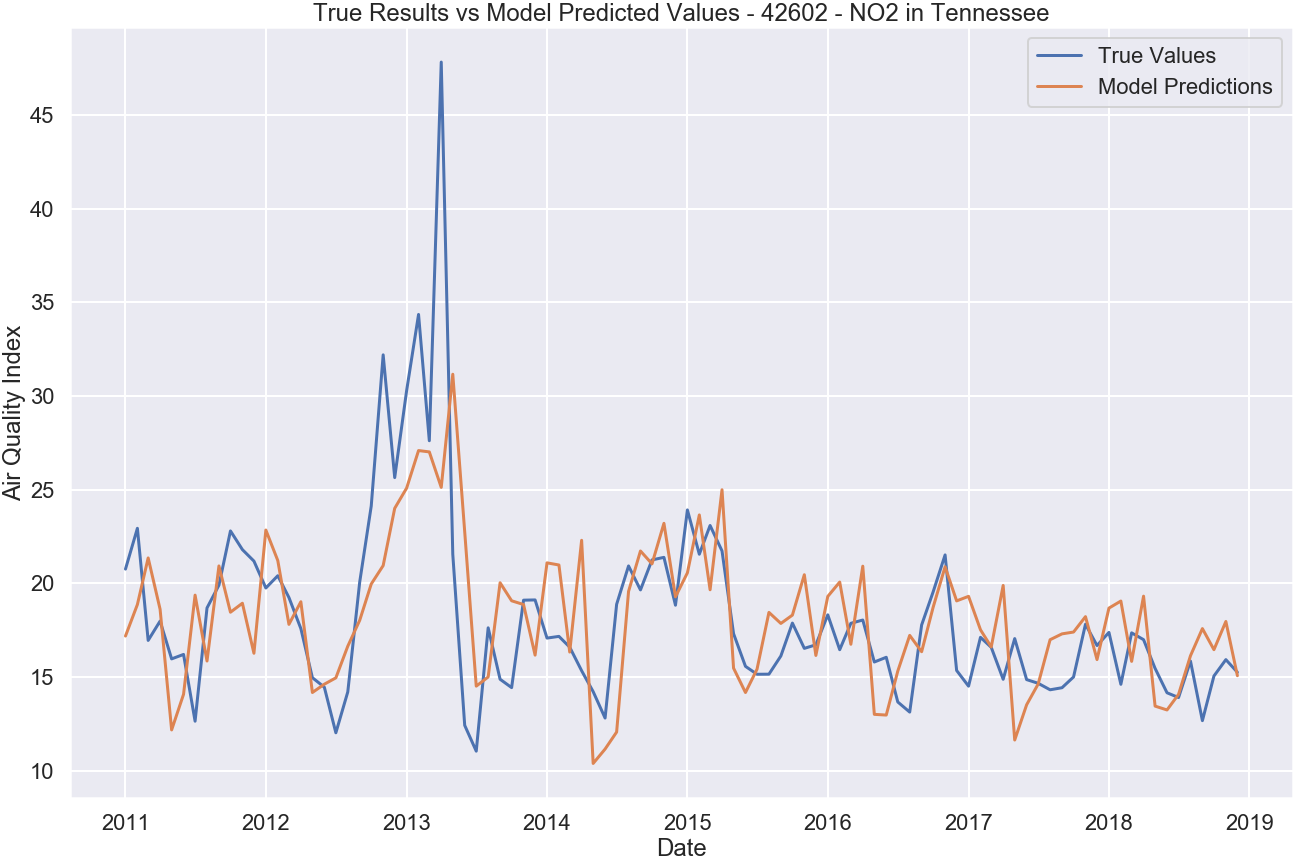 True Results vs Model Predicted Values - 42602 - NO2 in Tennessee
True Values
Model Predictions
Air Quality Index
45
40
35
30
25
20
15
10
2011 2012 2013 2014 2015 2016 2017 2018 2019
Date